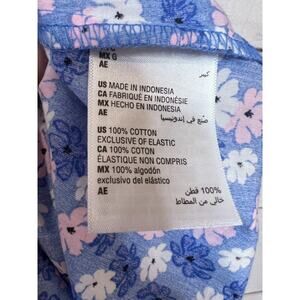 MX G
AE
كبير
US MADE IN INDONESIA
CA FABRIQUÉ EN INDONÉSIE
MX HECHO EN INDONESIA
AE
صنع في إندونيسيا
US 100% COTTON
EXCLUSIVE OF ELASTIC
CA 100% COTON
ÉLASTIQUE NON COMPRIS
MX 100% algodón
exclusivo del elástico
AE
100% قطن
خالي من المطاط